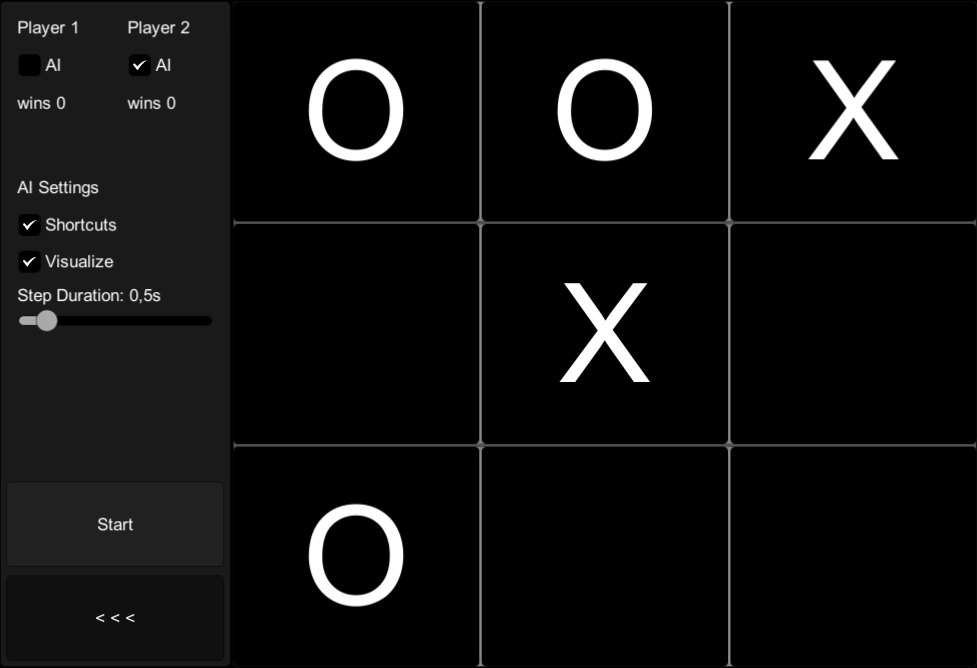 Player 1 Player 2
AI AI
wins 0 wins 0
AI Settings
Shortcuts
Visualize
Step Duration: 0,5s
Start
< < <
O O X
X
O